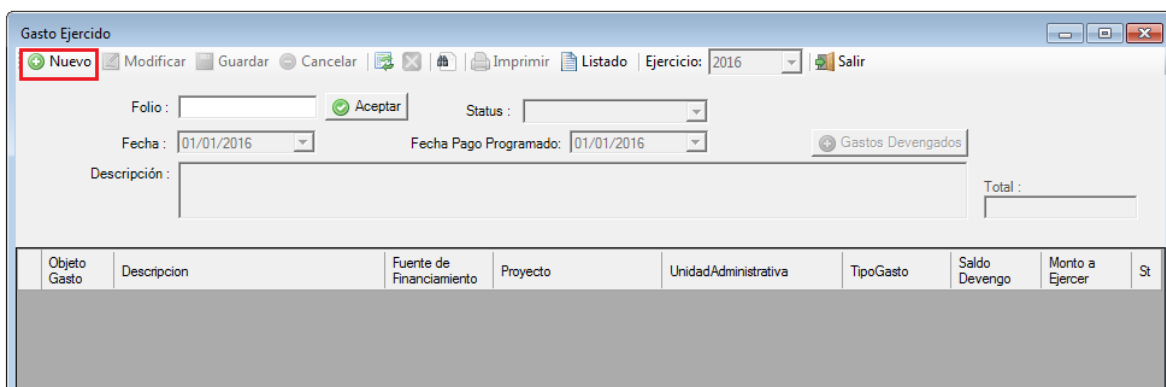 Gasto Ejercido
Nuevo Modificar Guardar Cancelar Imprimir Listado Ejercicio: 2016 Salir
Folio : Aceptar Status :
Fecha : 01/01/2016 Fecha Pago Programado: 01/01/2016 Gastos Devengados
Descripción : Total :
Objeto Gasto Descripcion Fuente de Financiamiento Proyecto UnidadAdministrativa TipoGasto Saldo Devengo Monto a Ejercer St